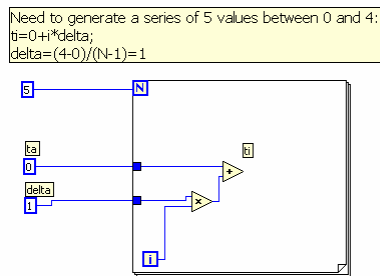 Need to generate a series of 5 values between 0 and 4:
ti=0+i*delta;
delta=(4-0)/(N-1)=1
5
N
ta
0
ti
+
delta
1
x
i